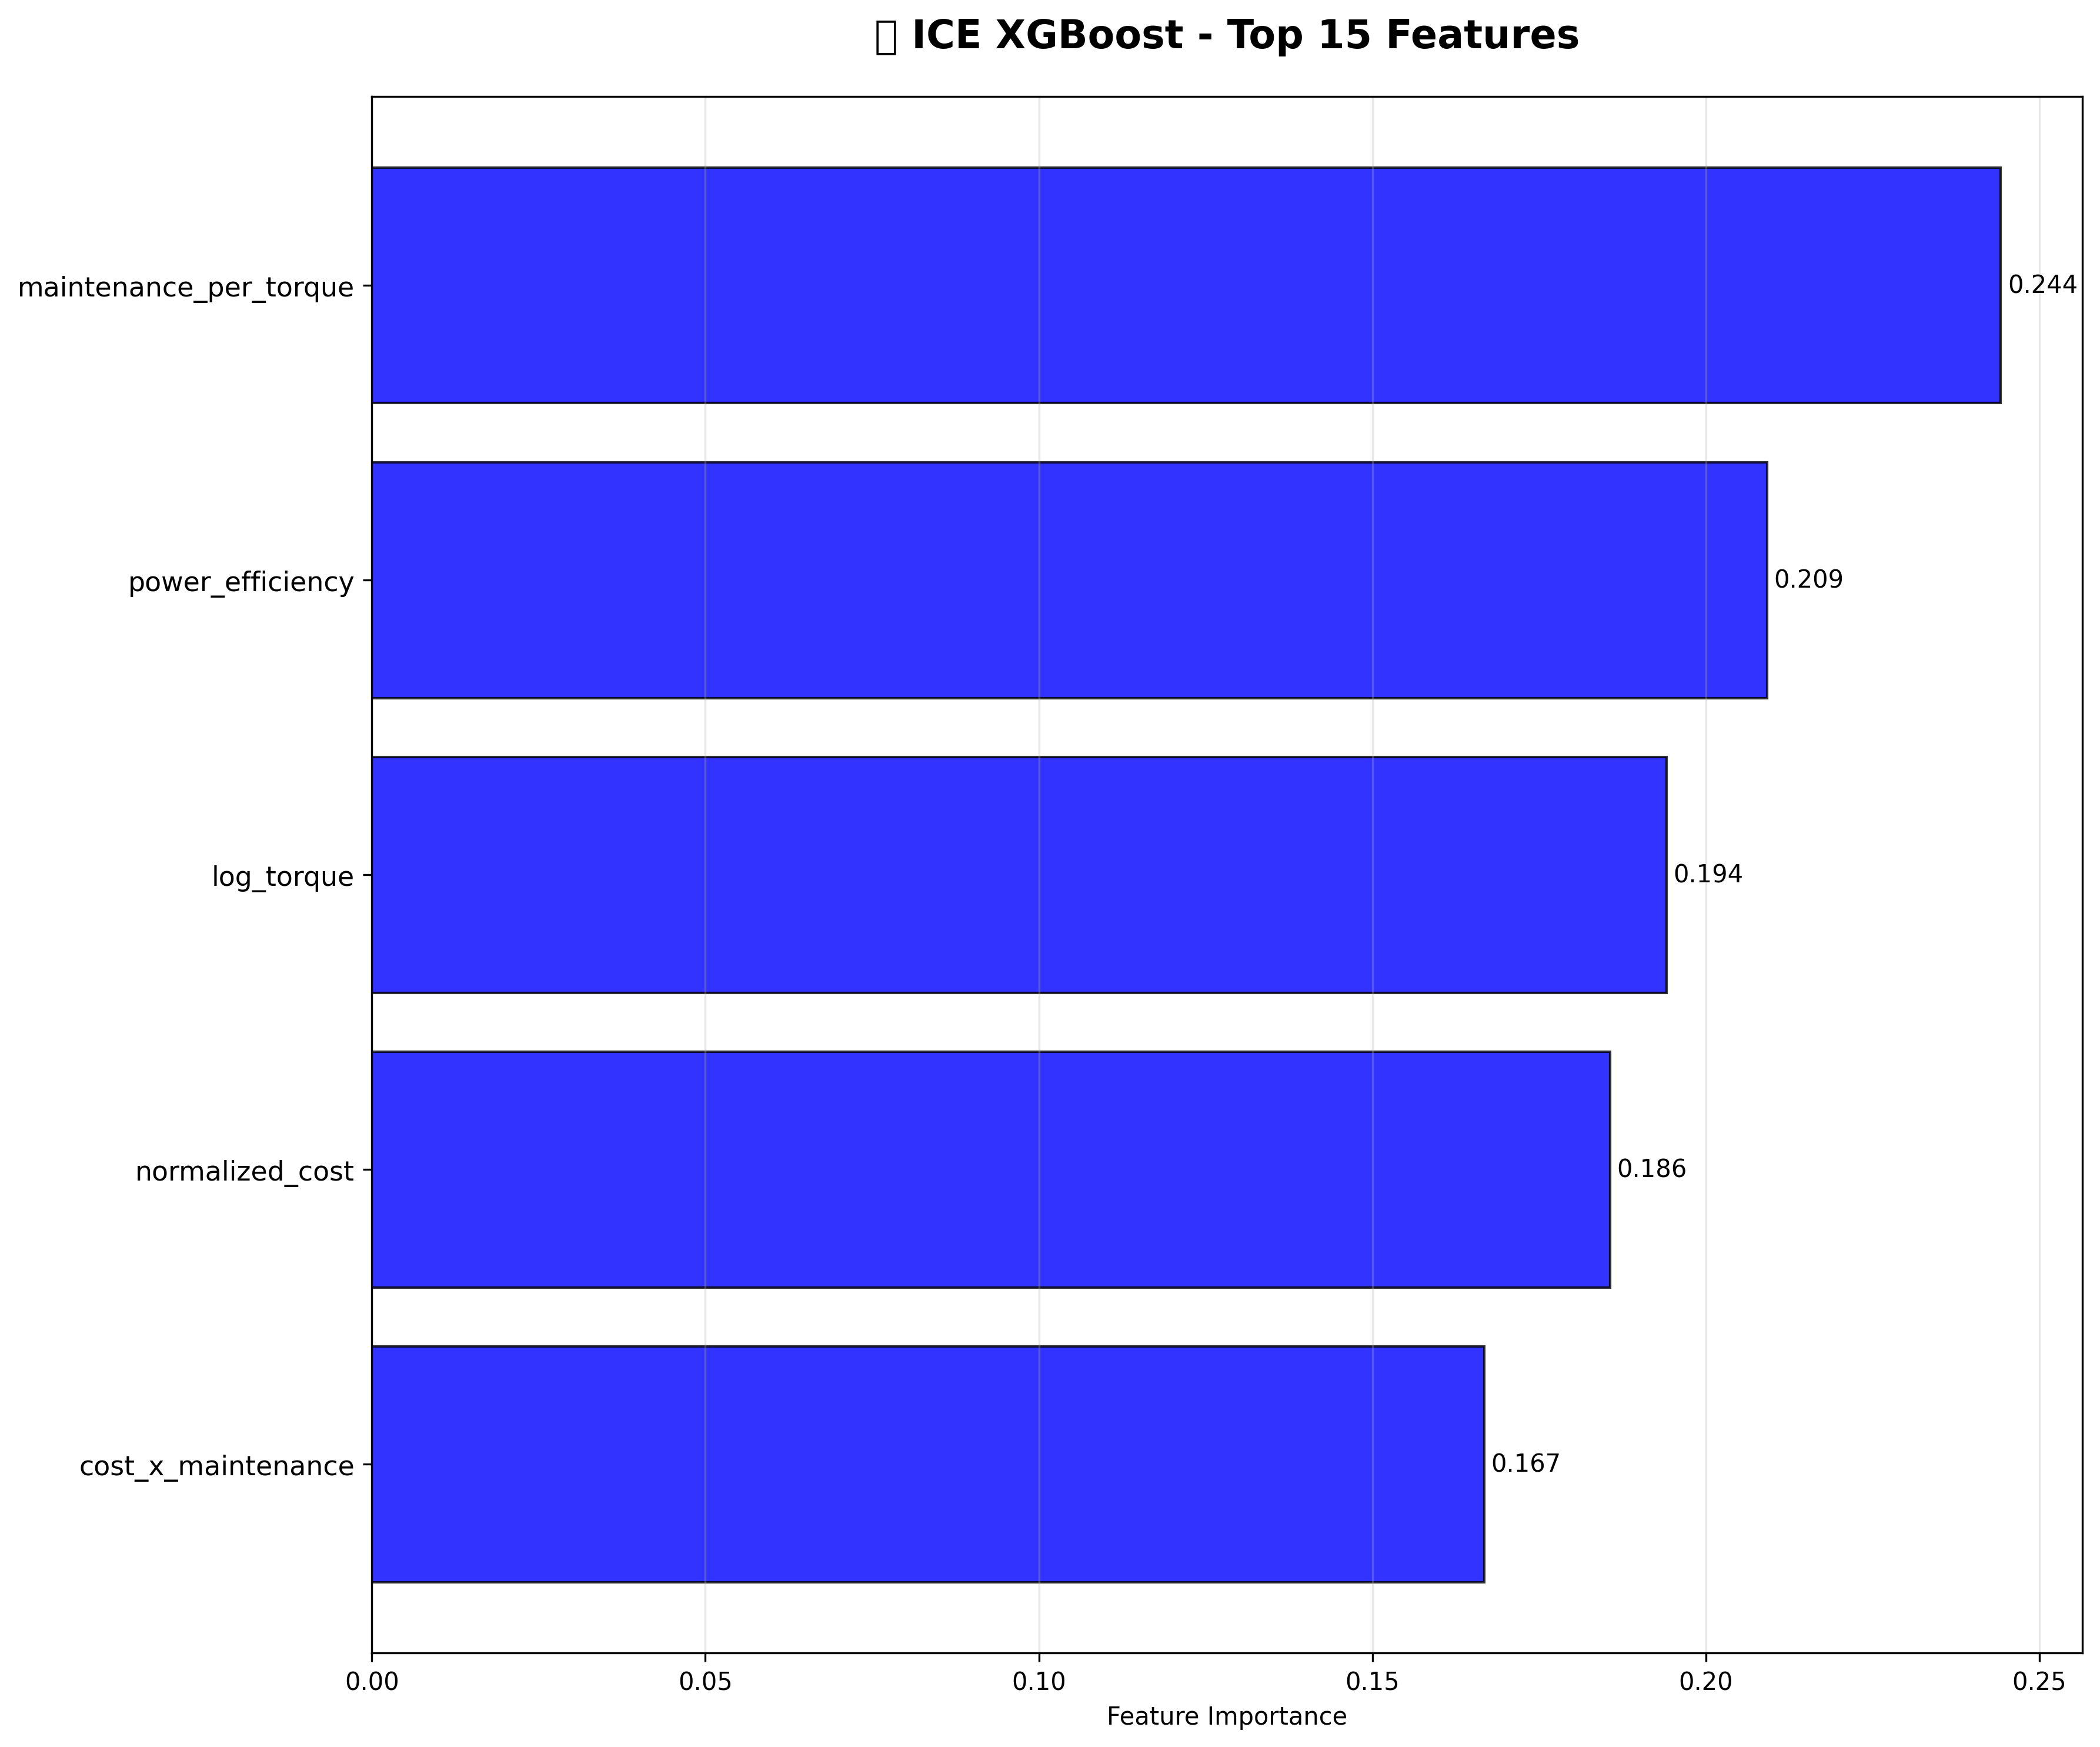 ICE XGBoost - Top 15 Features
maintenance_per_torque
0.244
power_efficiency
0.209
log_torque
0.194
normalized_cost
0.186
cost_x_maintenance
0.167
0.00 0.05 0.10 0.15 0.20 0.25
Feature Importance